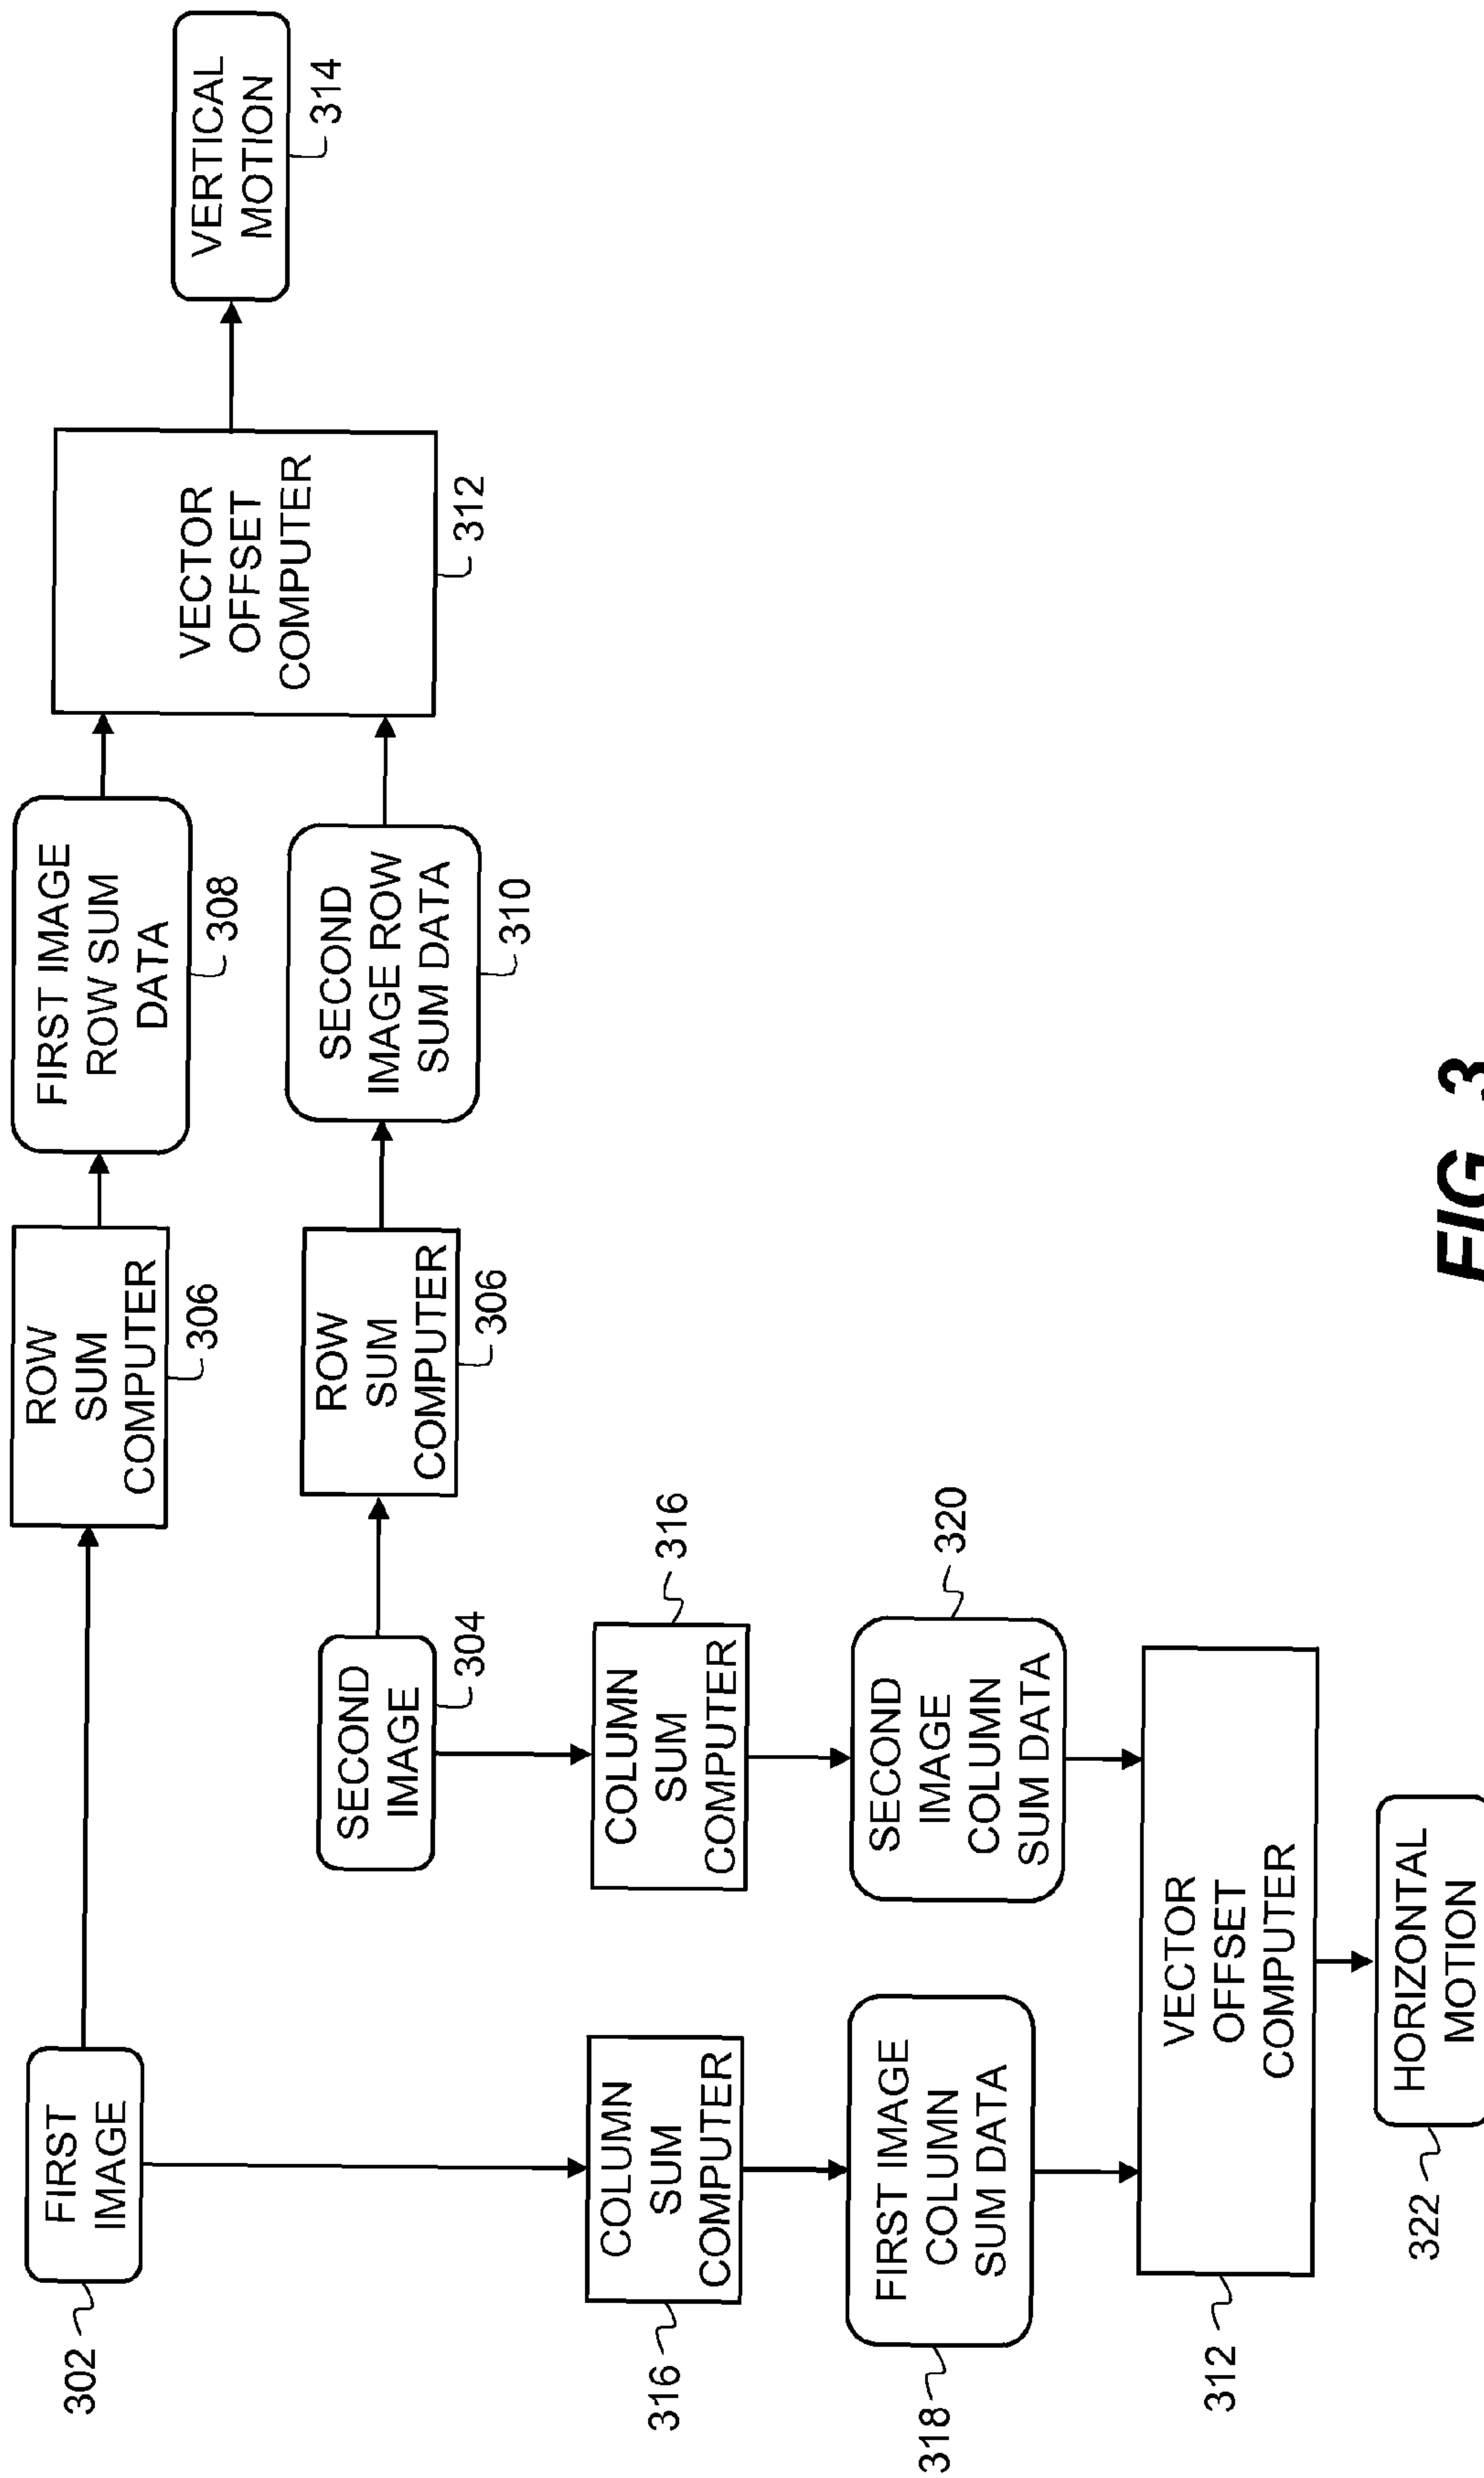 FIRST IMAGE
302
ROW
SUM
COMPUTER
306
FIRST IMAGE
ROW SUM
DATA
308
SECOND
IMAGE
304
ROW
SUM
COMPUTER
306
SECOND
IMAGE ROW
SUM DATA
310
VECTOR
OFFSET
COMPUTER
312
VERTICAL
MOTION
314
COLUMN
SUM
COMPUTER
316
COLUMN
SUM
COMPUTER
316
FIRST IMAGE
COLUMN
SUM DATA
318
SECOND
IMAGE
COLUMN
SUM DATA
320
VECTOR
OFFSET
COMPUTER
312
HORIZONTAL
MOTION
322
FIG. 3